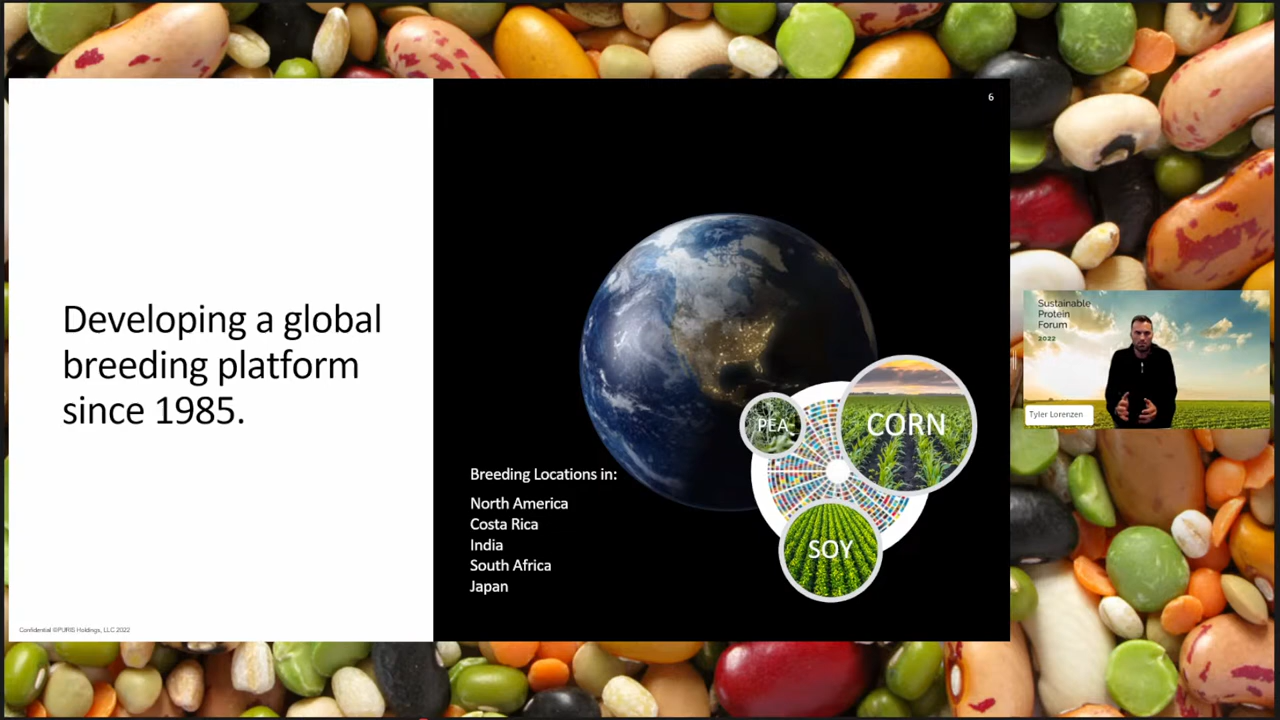 6
Developing a global
breeding platform
since 1985.
PEA
CORN
SOY
Breeding Locations in:
North America
Costa Rica
India
South Africa
Japan
Confidential ©PURIS Holdings, LLC 2022
Sustainable
Protein
Forum
2022
Tyler Lorenzen